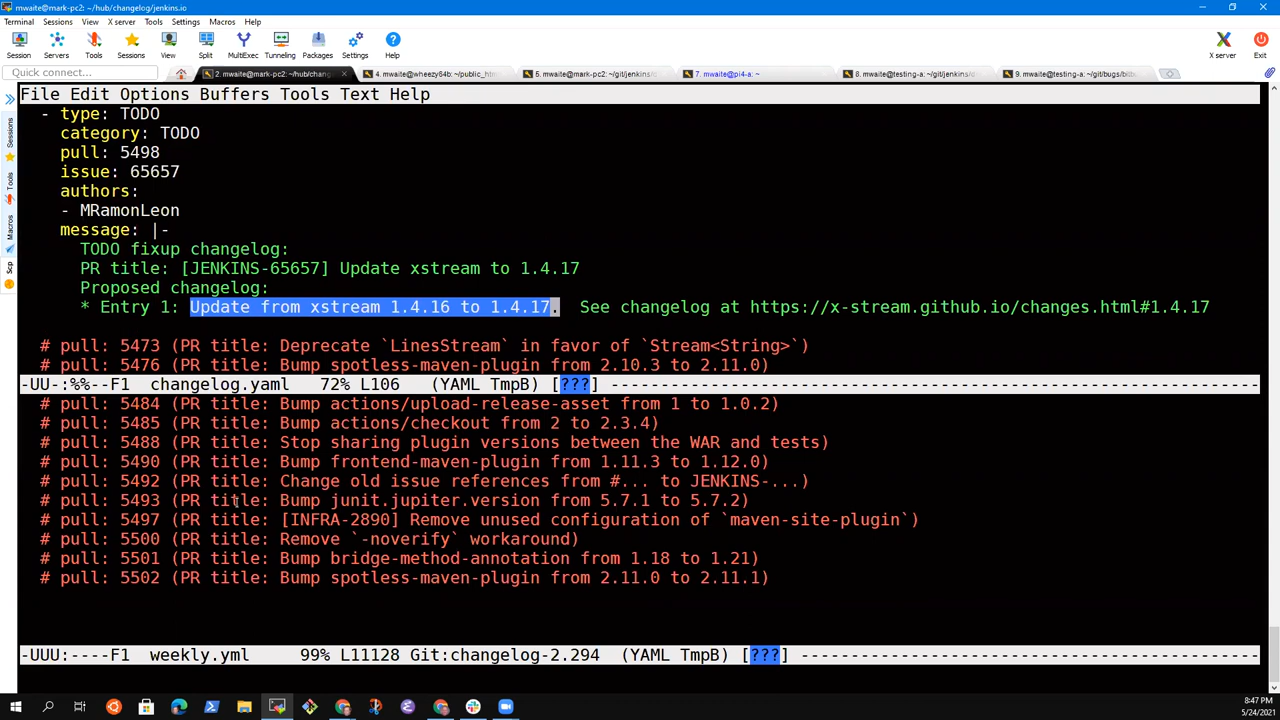 mwaite@mark-pc2: ~/hub/changelog/jenkins.io
Terminal Sessions View X server Tools Settings Macros Help
Session Servers Tools Sessions View Split MultiExec Tunneling Packages Settings Help X server Exit
Quick connect...
2. mwaite@mark-pc2: ~/hub/chang
4. mwaite@wheezy64b: ~/public_ht
5. mwaite@mark-pc2: ~/git/jenkins/
7. mwaite@pi4-a: ~
8. mwaite@testing-a: ~/git/jenkins/d
9. mwaite@testing-a: ~/git/bugs/
Sessions
Tools
Macros
Scp
File Edit Options Buffers Tools Text Help
- type: TODO
category: TODO
pull: 5498
issue: 65657
authors:
- MRamonLeon
message: |-
TODO fixup changelog:
PR title: [JENKINS-65657] Update xstream to 1.4.17
Proposed changelog:
* Entry 1: Update from xstream 1.4.16 to 1.4.17.  See changelog at https://x-stream.github.io/changes.html#1.4.17
# pull: 5473 (PR title: Deprecate `LinesStream` in favor of `Stream<String>`)
# pull: 5476 (PR title: Bump spotless-maven-plugin from 2.10.3 to 2.11.0)
-UU-:%%--F1  changelog.yaml   72% L106   (YAML TmpB) [???] ----------------------------------------------------------------
# pull: 5484 (PR title: Bump actions/upload-release-asset from 1 to 1.0.2)
# pull: 5485 (PR title: Bump actions/checkout from 2 to 2.3.4)
# pull: 5488 (PR title: Stop sharing plugin versions between the WAR and tests)
# pull: 5490 (PR title: Bump frontend-maven-plugin from 1.11.3 to 1.12.0)
# pull: 5492 (PR title: Change old issue references from #... to JENKINS-...)
# pull: 5493 (PR title: Bump junit.jupiter.version from 5.7.1 to 5.7.2)
# pull: 5497 (PR title: [INFRA-2890] Remove unused configuration of `maven-site-plugin`)
# pull: 5500 (PR title: Remove `-noverify` workaround)
# pull: 5501 (PR title: Bump bridge-method-annotation from 1.18 to 1.21)
# pull: 5502 (PR title: Bump spotless-maven-plugin from 2.11.0 to 2.11.1)
-UUU:----F1  weekly.yml     99% L11128 Git:changelog-2.294  (YAML TmpB) [???] ---------------------------------------------
8:47 PM
5/24/2021